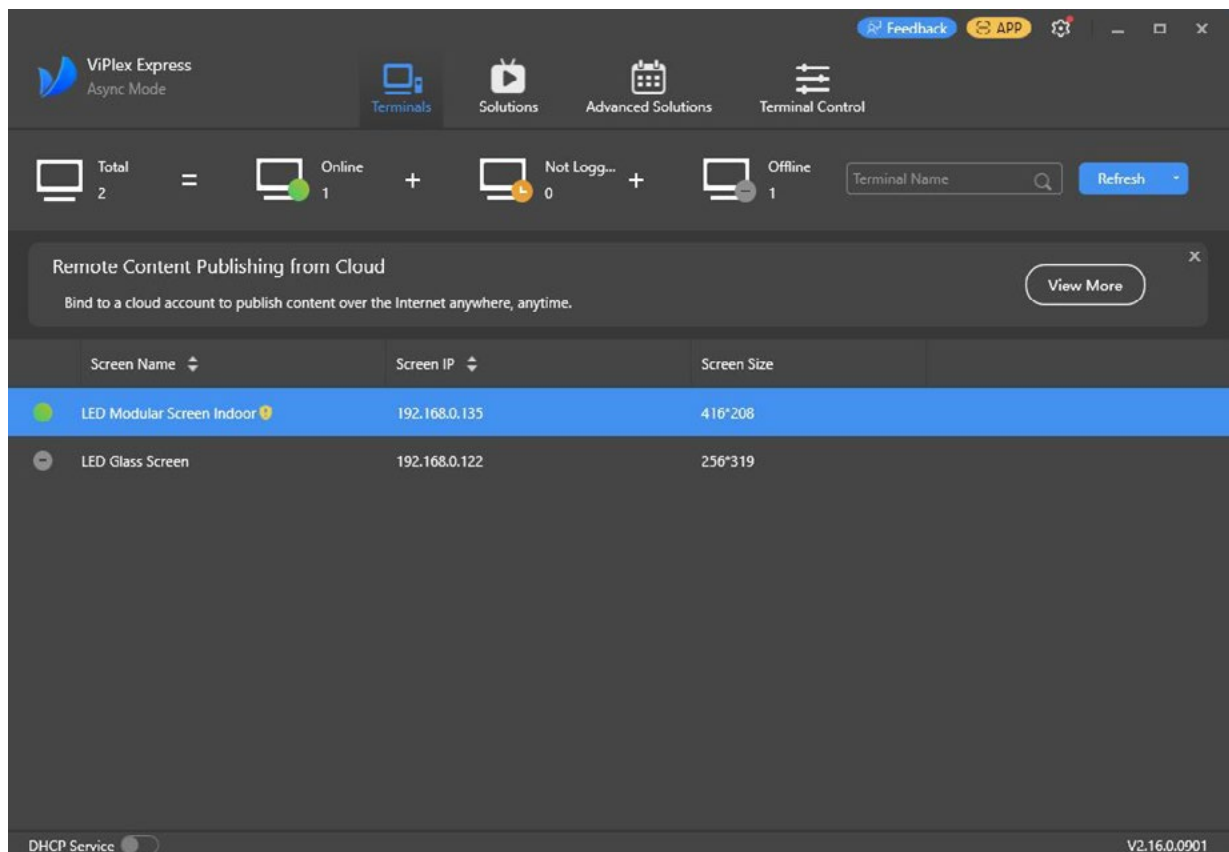 Feedback
APP
ViPlex Express
Async Mode
Terminals
Solutions
Advanced Solutions
Terminal Control
Total
2
=
Online
1
+
Not Logg...
0
+
Offline
1
Terminal Name
Refresh
Remote Content Publishing from Cloud
Bind to a cloud account to publish content over the Internet anywhere, anytime.
View More
Screen Name Screen IP Screen Size
LED Modular Screen Indoor 192.168.0.135 416*208
LED Glass Screen 192.168.0.122 256*319
DHCP Service V2.16.0.0901